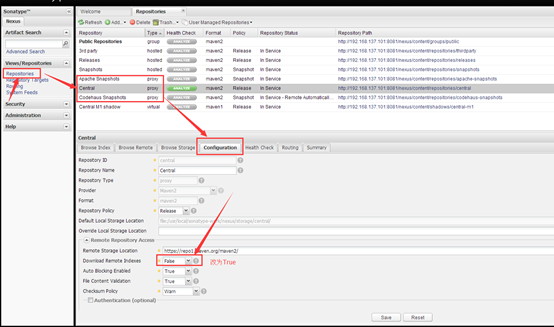 Sonatype™
Nexus
Artifact Search
Advanced Search
Views/Repositories
Repositories
Repository Targets
Routing
System Feeds
Security
Administration
Help
Welcome
Repositories
Refresh Add... Delete Trash... User Managed Repositories
Repository Type Health Check Format Policy Repository Status Repository Path
Public Repositories group ANALYZE maven2 http://192.168.137.101:8081/nexus/content/groups/public
3rd party hosted ANALYZE maven2 Release In Service http://192.168.137.101:8081/nexus/content/repositories/thirdparty
Releases hosted ANALYZE maven2 Release In Service http://192.168.137.101:8081/nexus/content/repositories/releases
Snapshots hosted ANALYZE maven2 Snapshot In Service http://192.168.137.101:8081/nexus/content/repositories/snapshots
Apache Snapshots proxy ANALYZE maven2 Snapshot In Service http://192.168.137.101:8081/nexus/content/repositories/apache-snapshots
Central proxy ANALYZE maven2 Release In Service http://192.168.137.101:8081/nexus/content/repositories/central
Codehaus Snapshots proxy ANALYZE maven2 Snapshot In Service - Remote Automaticall... http://192.168.137.101:8081/nexus/content/repositories/codehaus-snapshots
Central M1 shadow virtual ANALYZE maven1 Release In Service http://192.168.137.101:8081/nexus/content/shadows/central-m1
Central
Browse Index Browse Remote Browse Storage Configuration Health Check Routing Summary
Repository ID central
Repository Name Central
Repository Type proxy
Provider Maven2
Format maven2
Repository Policy Release
Default Local Storage Location
Override Local Storage Location
Remote Repository Access
Remote Storage Location https://repo1.maven.org/maven2/
Download Remote Indexes False 改为True
Auto Blocking Enabled True
File Content Validation True
Checksum Policy Warn
Authentication (optional)
Save Reset